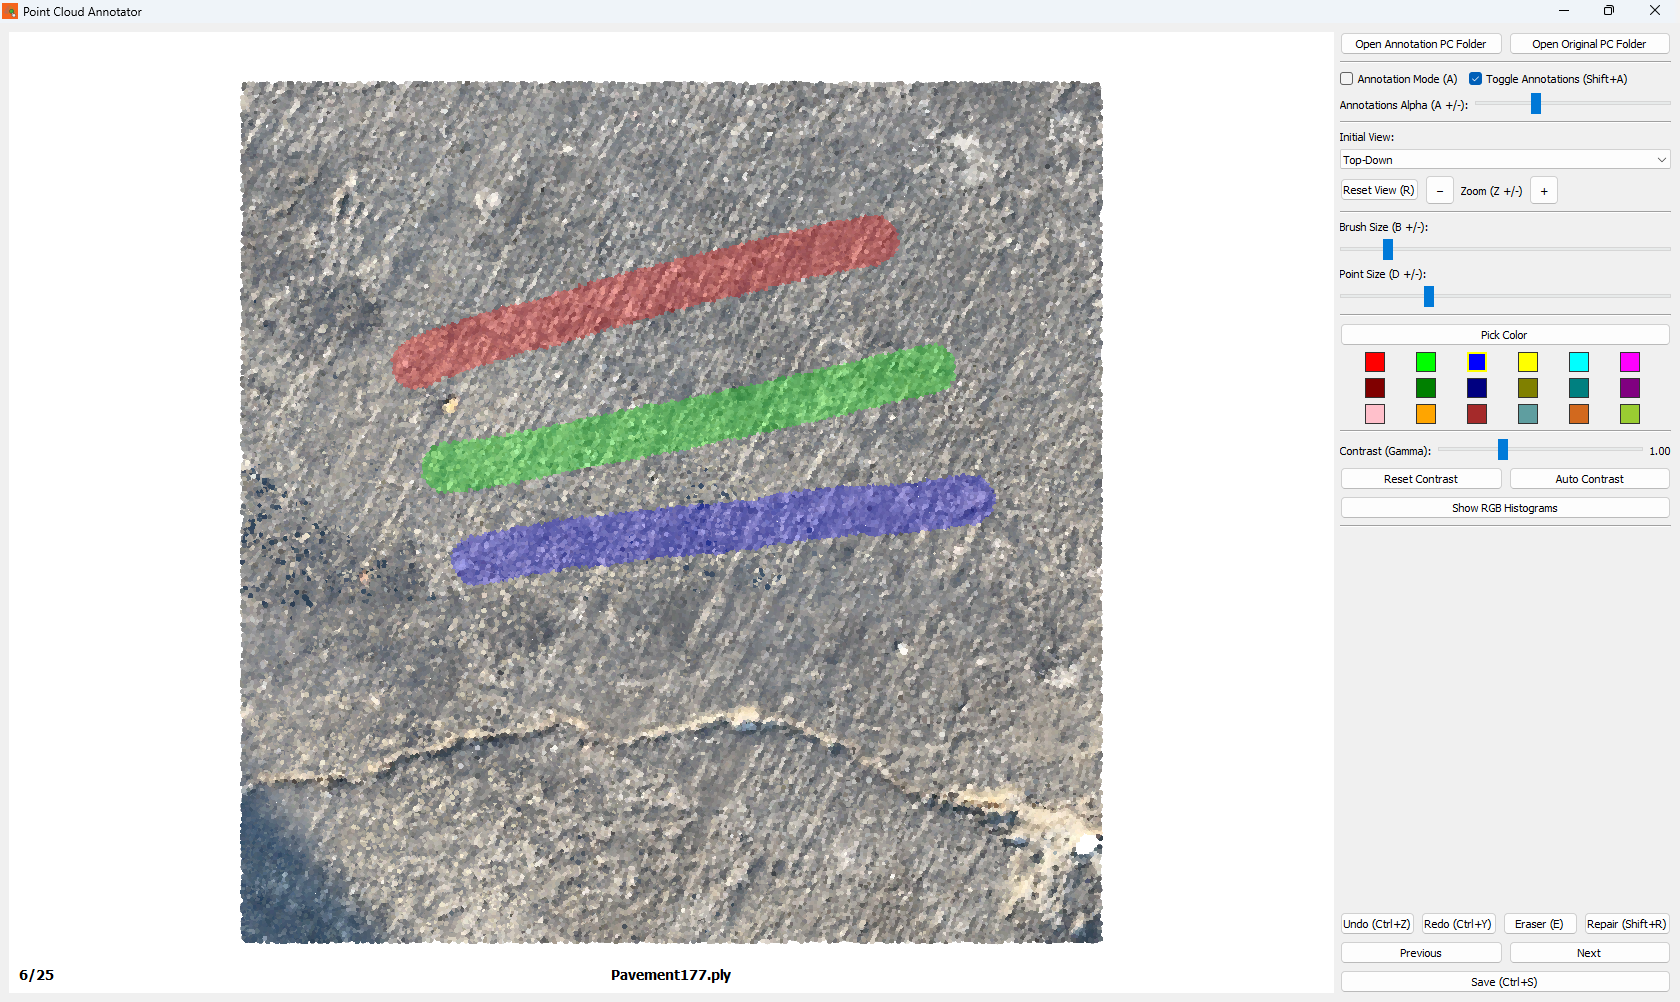 Point Cloud Annotator
Open Annotation PC Folder
Open Original PC Folder
Annotation Mode (A)
Toggle Annotations (Shift+A)
Annotations Alpha (A +/-):
Initial View:
Top-Down
Reset View (R)
-
Zoom (Z +/-)
+
Brush Size (B +/-):
Point Size (D +/-):
Pick Color
Contrast (Gamma):
1.00
Reset Contrast
Auto Contrast
Show RGB Histograms
Undo (Ctrl+Z)
Redo (Ctrl+Y)
Eraser (E)
Repair (Shift+R)
Previous
Next
Save (Ctrl+S)
6/25
Pavement177.ply